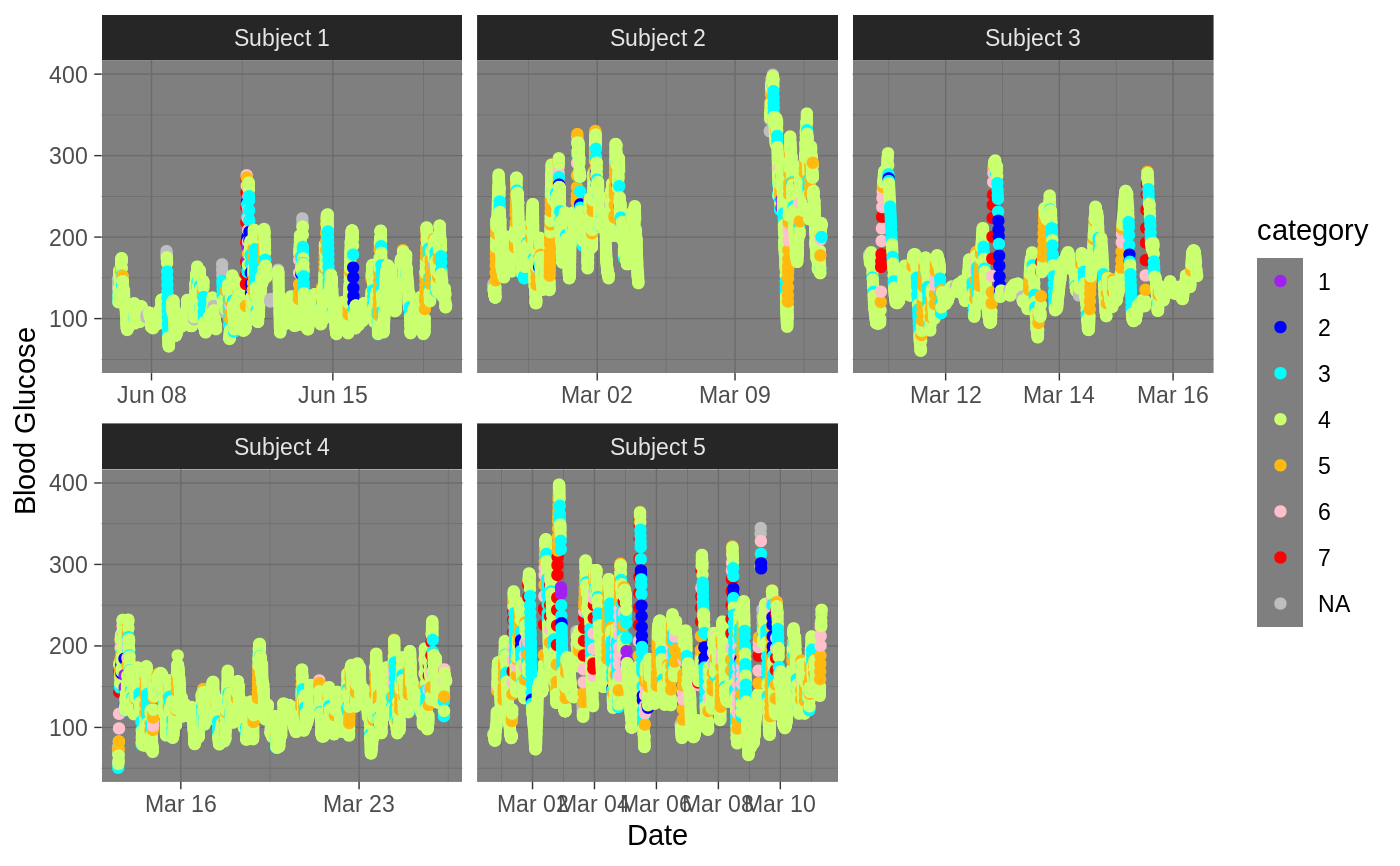 Subject 1
Subject 2
Subject 3
400
300
200
100
Jun 08
Jun 15
Mar 02
Mar 09
Mar 12
Mar 14
Mar 16
Subject 4
Subject 5
400
300
200
100
Mar 16
Mar 23
Mar 02
Mar 04
Mar 06
Mar 08
Mar 10
Date
Blood Glucose
category
1
2
3
4
5
6
7
NA